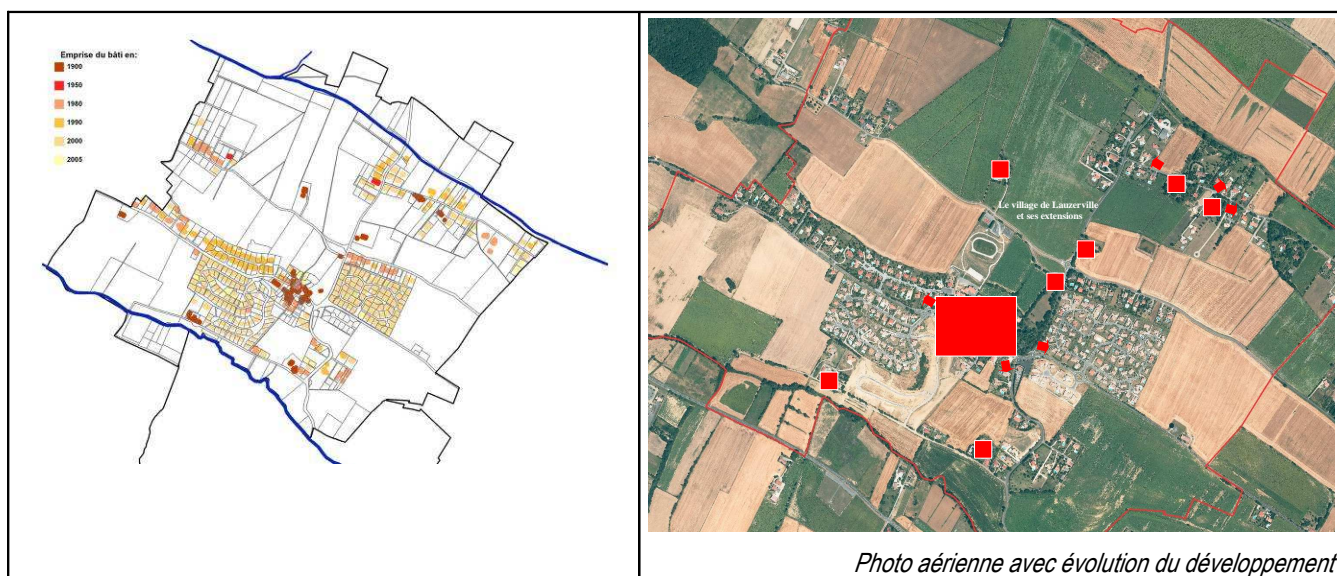 Emprise du bâti en:
1900
1950
1980
1990
2000
2005
Le village de Lauzerville
et ses extensions
Photo aérienne avec évolution du développement